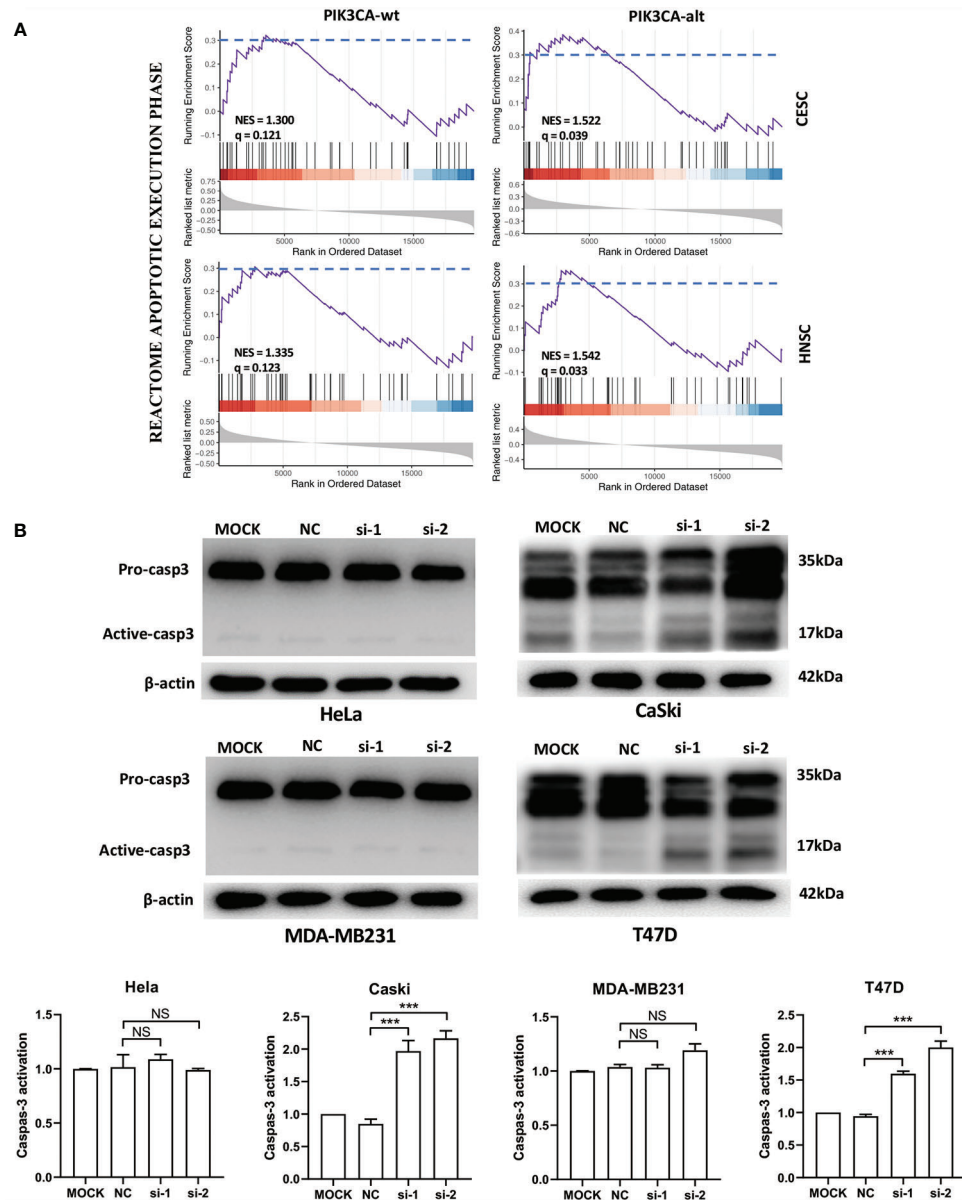 A
PIK3CA-wt
PIK3CA-alt
REACTOME APOPTOTIC EXECUTION PHASE
Running Enrichment Score
0.3
0.2
0.1
0.0
-0.1
NES = 1.300
q = 0.121
Ranked list metric
0.75
0.50
0.25
0.00
-0.25
-0.50
5000
10000
15000
Rank in Ordered Dataset
Running Enrichment Score
0.4
0.3
0.2
0.1
0.0
NES = 1.522
q = 0.039
Ranked list metric
0.6
0.3
0.0
-0.3
-0.6
5000
10000
15000
Rank in Ordered Dataset
CESC
Running Enrichment Score
0.3
0.2
0.1
0.0
-0.1
NES = 1.335
q = 0.123
Ranked list metric
0.50
0.25
0.00
-0.25
-0.50
5000
10000
15000
Rank in Ordered Dataset
Running Enrichment Score
0.3
0.2
0.1
0.0
-0.1
NES = 1.542
q = 0.033
Ranked list metric
0.4
0.0
-0.4
5000
10000
15000
Rank in Ordered Dataset
HNSC
B
MOCK NC si-1 si-2
Pro-casp3
Active-casp3
β-actin
HeLa
MOCK NC si-1 si-2
35kDa
17kDa
42kDa
CaSki
MOCK NC si-1 si-2
Pro-casp3
Active-casp3
β-actin
MDA-MB231
MOCK NC si-1 si-2
35kDa
17kDa
42kDa
T47D
Hela
Caspas-3 activation
1.5
1.0
0.5
0.0
NS
NS
MOCK NC si-1 si-2
Caski
Caspas-3 activation
2.5
2.0
1.5
1.0
0.5
0.0
***
***
MOCK NC si-1 si-2
MDA-MB231
Caspas-3 activation
1.5
1.0
0.5
0.0
NS
NS
MOCK NC si-1 si-2
T47D
Caspas-3 activation
2.5
2.0
1.5
1.0
0.5
0.0
***
***
MOCK NC si-1 si-2